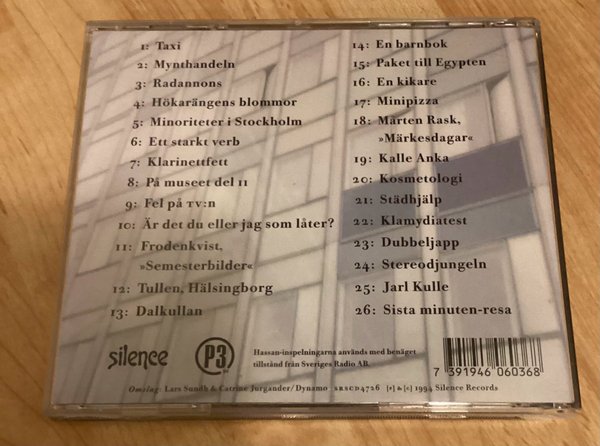 1: Taxi
2: Mynthandeln
3: Radannons
4: Hökarängens blommor
5: Minoriteter i Stockholm
6: Ett starkt verb
7: Klarinettfett
8: På museet del 11
9: Fel på TV:n
10: Är det du eller jag som låter?
11: Frodenkvist,
»Semesterbilder«
12: Tullen, Hälsingborg
13: Dalkullan
14: En barnbok
15: Paket till Egypten
16: En kikare
17: Minipizza
18: Mårten Rask,
»Märkesdagar«
19: Kalle Anka
20: Kosmetologi
21: Städhjälp
22: Klamydiatest
23: Dubbeljapp
24: Stereodjungeln
25: Jarl Kulle
26: Sista minuten-resa
silence
P3
Hassan-inspelningarna används med benäget
tillstånd från Sveriges Radio AB.
7 391946 060368
Omslag: Lars Sundh & Catrine Jurgander/Dynamo SRSCD4726 [p] & [c] 1994 Silence Records